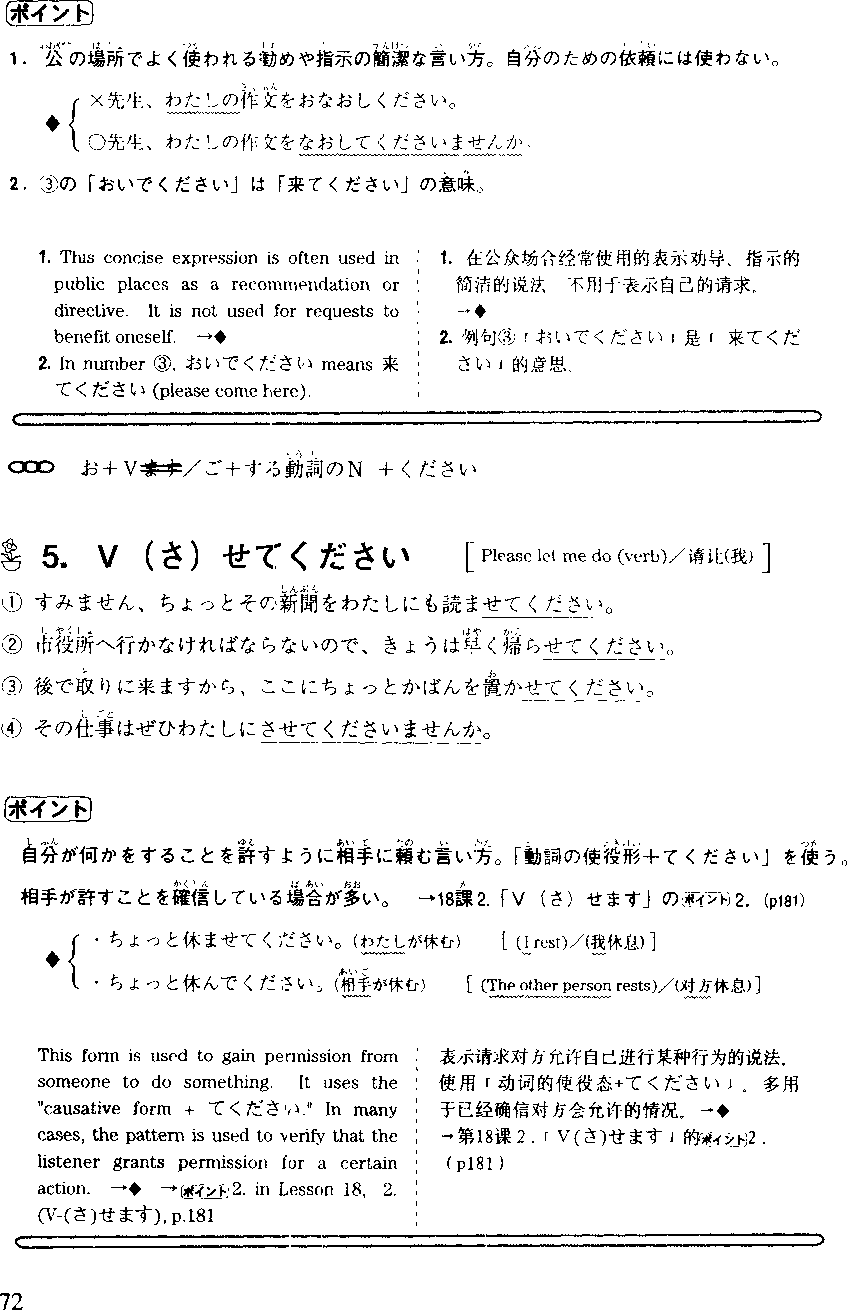 ポイント
1. 公の場所でよく使われる勧めや指示の簡潔な言い方。自分のための依頼には使わない。
◆ ×先生、わたしの作文をおなおしください。
○先生、わたしの作文をなおしてくださいませんか。
2. ③の「おいでください」は「来てください」の意味。
1. This concise expression is often used in
public places as a recommendation or
directive. It is not used for requests to
benefit oneself. →◆
2. In number ③, おいでください means 来
てください (please come here).
1. 在公众场合经常使用的表示劝导、指示的
简洁的说法 不用于表示自己的请求。
→◆
2. 例句③「おいでください」是「 来てくだ
さい」的意思.
お+Vます/ご+する動詞のN +ください
5. V(さ)せてください [Please let me do (verb)/请让(我)]
① すみません、ちょっとその新聞をわたしにも読ませてください。
② 市役所へ行かなければならないので、きょうは早く帰らせてください。
③ 後で取りに来ますから、ここにちょっとかばんを置かせてください。
④ その仕事はぜひわたしにさせてくださいませんか。
ポイント
自分が何かをすることを許すように相手に頼む言い方。「動詞の使役形+てください」を使う。
相手が許すことを確信している場合が多い。 →18課2.「V(さ)せます」のポイント2. (p181)
◆ ・ちょっと休ませてください。(わたしが休む) [(I rest)/(我休息)]
・ちょっと休んでください。(相手が休む) [(The other person rests)/(对方休息)]
This form is used to gain permission from
someone to do something. It uses the
"causative form + てください." In many
cases, the pattern is used to verify that the
listener grants permission for a certain
action. →◆ →ポイント2. in Lesson 18, 2.
(V-(さ)せます), p.181
表示请求对方允许自己进行某种行为的说法.
使用「动词的使役态+てください」。多用
于已经确信对方会允许的情况。→◆
→第18课2.「V(さ)せます」的ポイント2.
(p181)
72